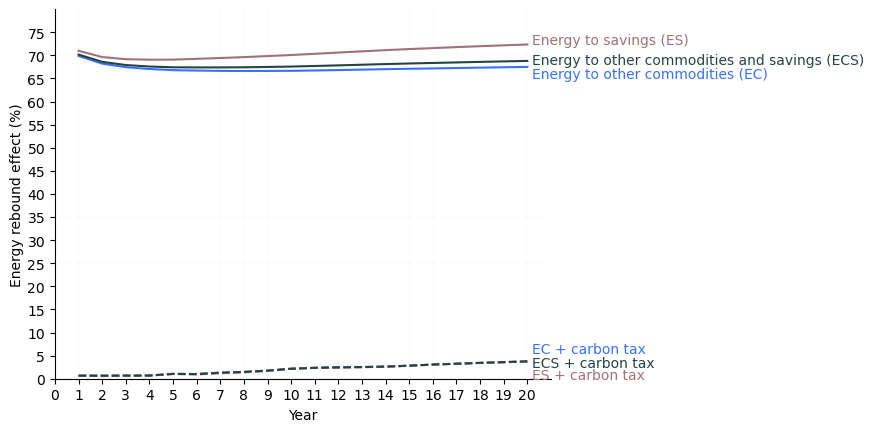 75
70
65
60
55
50
45
40
35
30
25
20
15
10
5
0
Energy rebound effect (%)
Energy to savings (ES)
Energy to other commodities and savings (ECS)
Energy to other commodities (EC)
EC + carbon tax
ECS + carbon tax
ES + carbon tax
0 1 2 3 4 5 6 7 8 9 10 11 12 13 14 15 16 17 18 19 20
Year